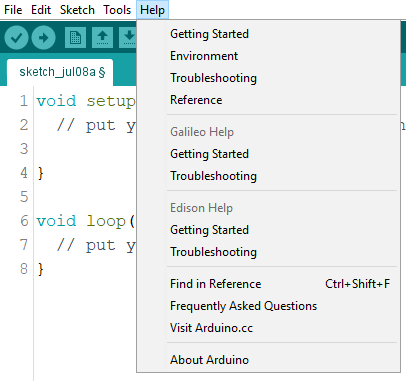 File Edit Sketch Tools Help
sketch_jul08a §
Getting Started
Environment
Troubleshooting
Reference
Galileo Help
Getting Started
Troubleshooting
Edison Help
Getting Started
Troubleshooting
Find in Reference Ctrl+Shift+F
Frequently Asked Questions
Visit Arduino.cc
About Arduino
1 void setup
2 // put y
3
4 }
5
6 void loop(
7 // put y
8 }